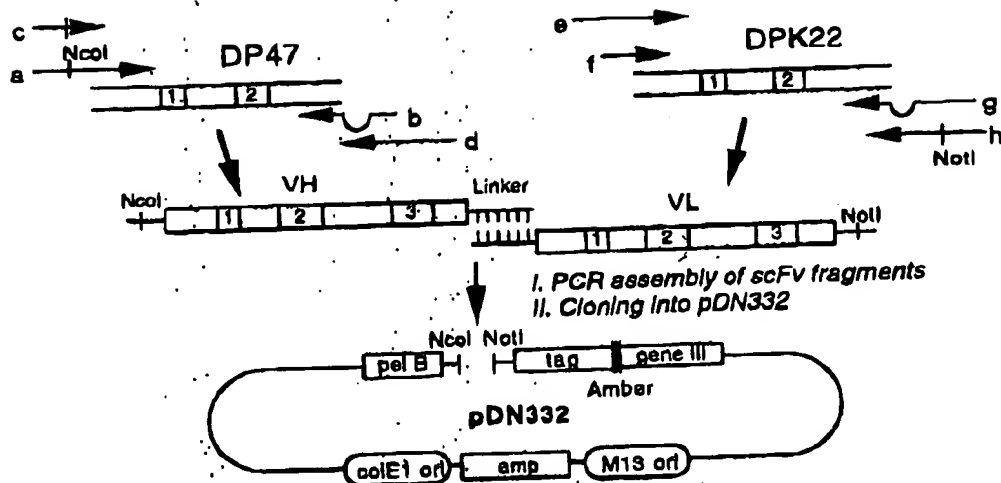 c
NcoI
a
DP47
1 2
b
d
e
f
DPK22
1 2
g
h
NotI
VH
NcoI
1 2 3
Linker
VL
NotI
1 2 3
I. PCR assembly of scFv fragments
II. Cloning into pDN332
NcoI NotI
pel B
tag
gene III
Amber
pDN332
colE1 ori
amp
M13 ori